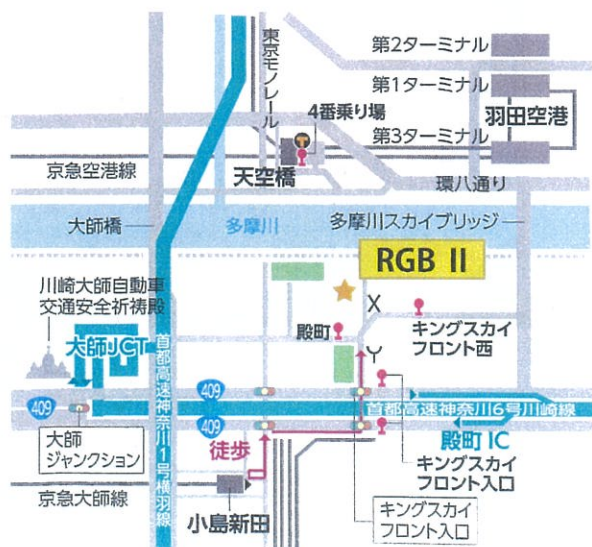 第2ターミナル
第1ターミナル
羽田空港
第3ターミナル
東京モノレール
4番乗り場
T
天空橋
京急空港線
環八通り
大師橋
多摩川
多摩川スカイブリッジ
RGB II
川崎大師自動車
交通安全祈祷殿
殿町
X
キングスカイ
フロント西
Y
大師JCT
首都高速神奈川1号横羽線
409
409
409
首都高速神奈川6号川崎線
大師
ジャンクション
徒歩
殿町 IC
キングスカイ
フロント入口
京急大師線
小島新田
キングスカイ
フロント入口